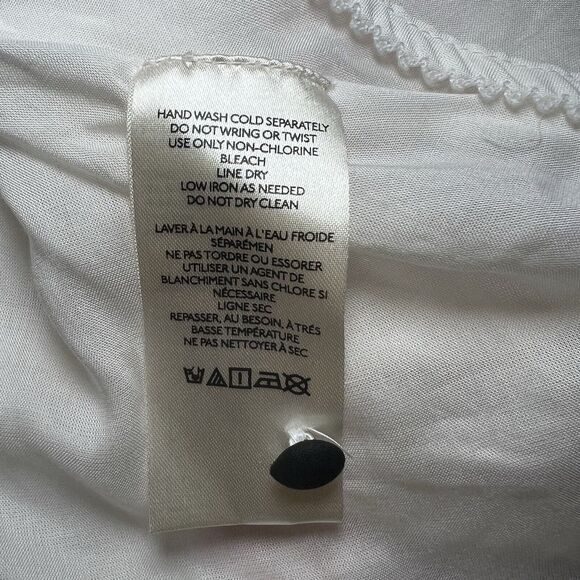 HAND WASH COLD SEPARATELY
DO NOT WRING OR TWIST
USE ONLY NON-CHLORINE
BLEACH
LINE DRY
LOW IRON AS NEEDED
DO NOT DRY CLEAN
LAVER À LA MAIN À L'EAU FROIDE
SÉPARÉMEN
NE PAS TORDRE OU ESSORER
UTILISER UN AGENT DE
BLANCHIMENT SANS CHLORE SI
NÉCESSAIRE
LIGNE SEC
REPASSER, AU BESOIN, À TRÉS
BASSE TEMPÉRATURE
NE PAS NETTOYER À SEC